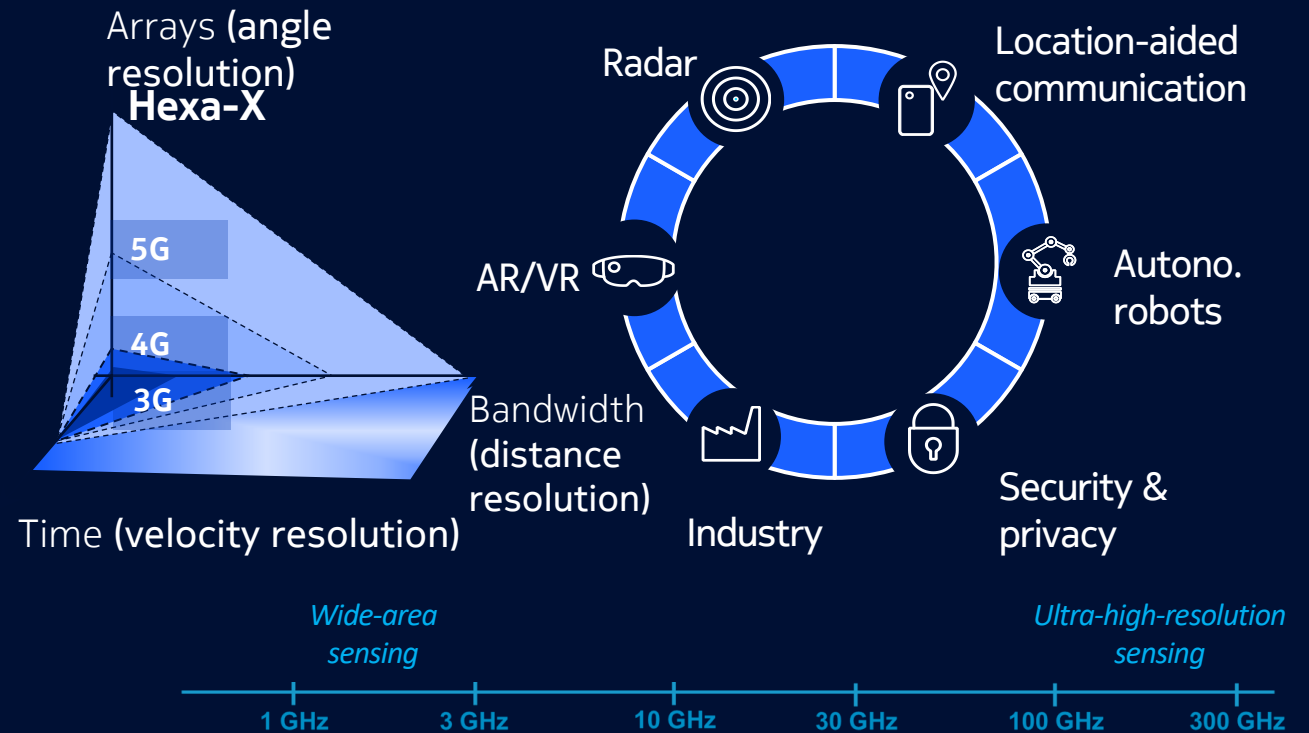 Arrays (angle
resolution)
Hexa-X
5G
4G
3G
Bandwidth
(distance
resolution)
Time (velocity resolution)
Radar
Location-aided
communication
AR/VR
Autono.
robots
Industry
Security &
privacy
Wide-area
sensing
Ultra-high-resolution
sensing
1 GHz
3 GHz
10 GHz
30 GHz
100 GHz
300 GHz